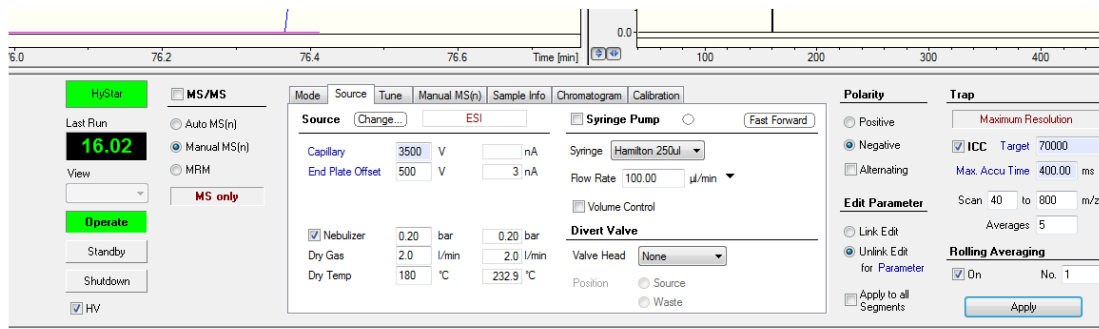 0.0
6.0 76.2 76.4 76.6 Time [min] 100 200 300 400
HyStar MS/MS Mode Source Tune Manual MS(n) Sample Info Chromatogram Calibration Polarity Trap
Last Run Auto MS(n) Source Change... ESI Syringe Pump Fast Forward Positive Maximum Resolution
16.02 Manual MS(n) Capillary 3500 V nA Syringe Hamilton 250ul Negative ICC Target 70000
View MRM End Plate Offset 500 V 3 nA Flow Rate 100.00 µl/min Alternating Max. Accu Time 400.00 ms
MS only Volume Control Edit Parameter Scan 40 to 800 m/z
Operate Nebulizer 0.20 bar 0.20 bar Divert Valve Link Edit Averages 5
Standby Dry Gas 2.0 l/min 2.0 l/min Valve Head None Unlink Edit Rolling Averaging
Shutdown Dry Temp 180 °C 232.9 °C Position Source for Parameter On No. 1
HV Waste Apply to all Apply
Segments